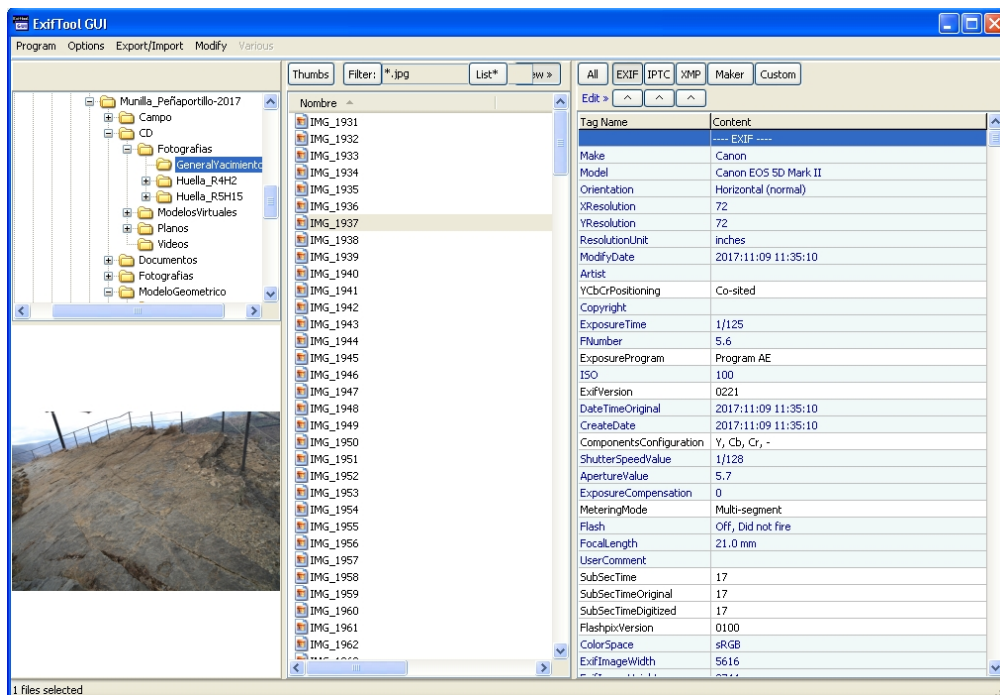 ExifTool GUI
Program Options Export/Import Modify Various
Thumbs Filter: *.jpg List* ew »
All EXIF IPTC XMP Maker Custom
Edit » ^ ^ ^
Munilla_Peñaportillo-2017
Campo
CD
Fotografias
GeneralYacimiento
Huella_R4H2
Huella_R5H15
ModelosVirtuales
Planos
Videos
Documentos
Fotografias
ModeloGeometrico
Nombre
IMG_1931
IMG_1932
IMG_1933
IMG_1934
IMG_1935
IMG_1936
IMG_1937
IMG_1938
IMG_1939
IMG_1940
IMG_1941
IMG_1942
IMG_1943
IMG_1944
IMG_1945
IMG_1946
IMG_1947
IMG_1948
IMG_1949
IMG_1950
IMG_1951
IMG_1952
IMG_1953
IMG_1954
IMG_1955
IMG_1956
IMG_1957
IMG_1958
IMG_1959
IMG_1960
IMG_1961
IMG_1962
Tag Name Content
---- EXIF ----
Make Canon
Model Canon EOS 5D Mark II
Orientation Horizontal (normal)
XResolution 72
YResolution 72
ResolutionUnit inches
ModifyDate 2017:11:09 11:35:10
Artist
YCbCrPositioning Co-sited
Copyright
ExposureTime 1/125
FNumber 5.6
ExposureProgram Program AE
ISO 100
ExifVersion 0221
DateTimeOriginal 2017:11:09 11:35:10
CreateDate 2017:11:09 11:35:10
ComponentsConfiguration Y, Cb, Cr, -
ShutterSpeedValue 1/128
ApertureValue 5.7
ExposureCompensation 0
MeteringMode Multi-segment
Flash Off, Did not fire
FocalLength 21.0 mm
UserComment
SubSecTime 17
SubSecTimeOriginal 17
SubSecTimeDigitized 17
FlashpixVersion 0100
ColorSpace sRGB
ExifImageWidth 5616
1 files selected